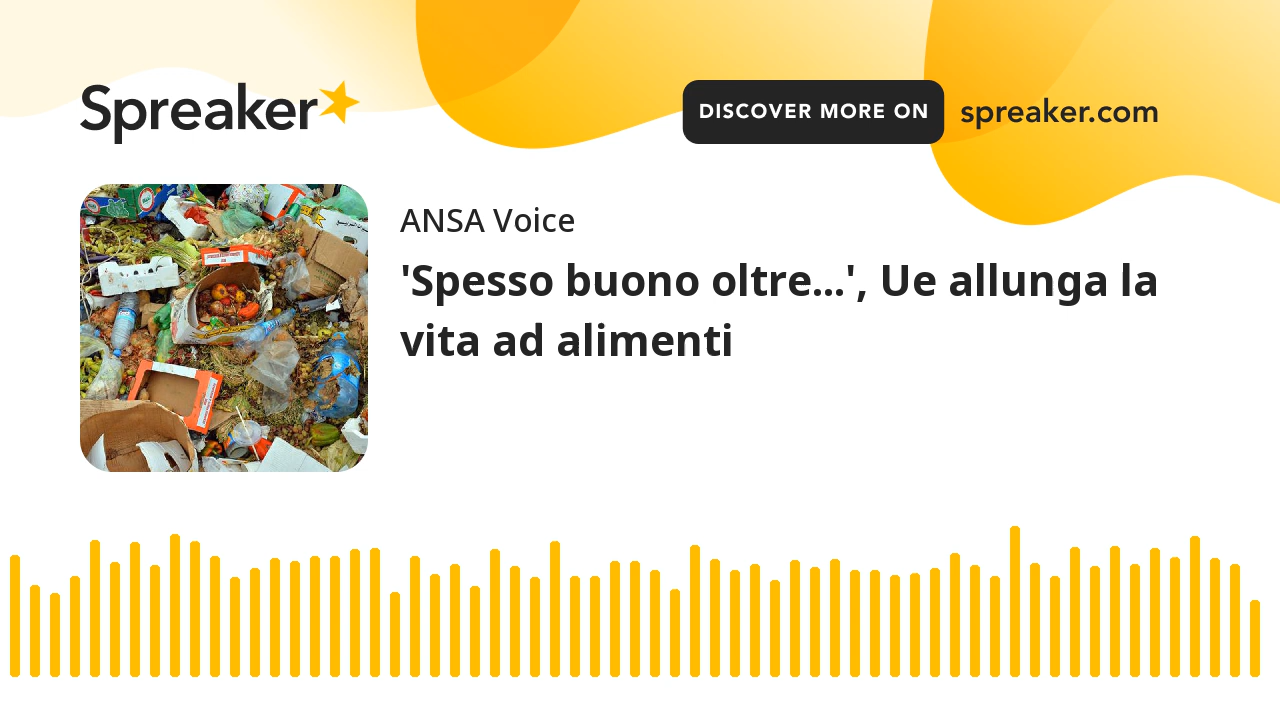 Spreaker
DISCOVER MORE ON spreaker.com
ANSA Voice
'Spesso buono oltre...', Ue allunga la
vita ad alimenti